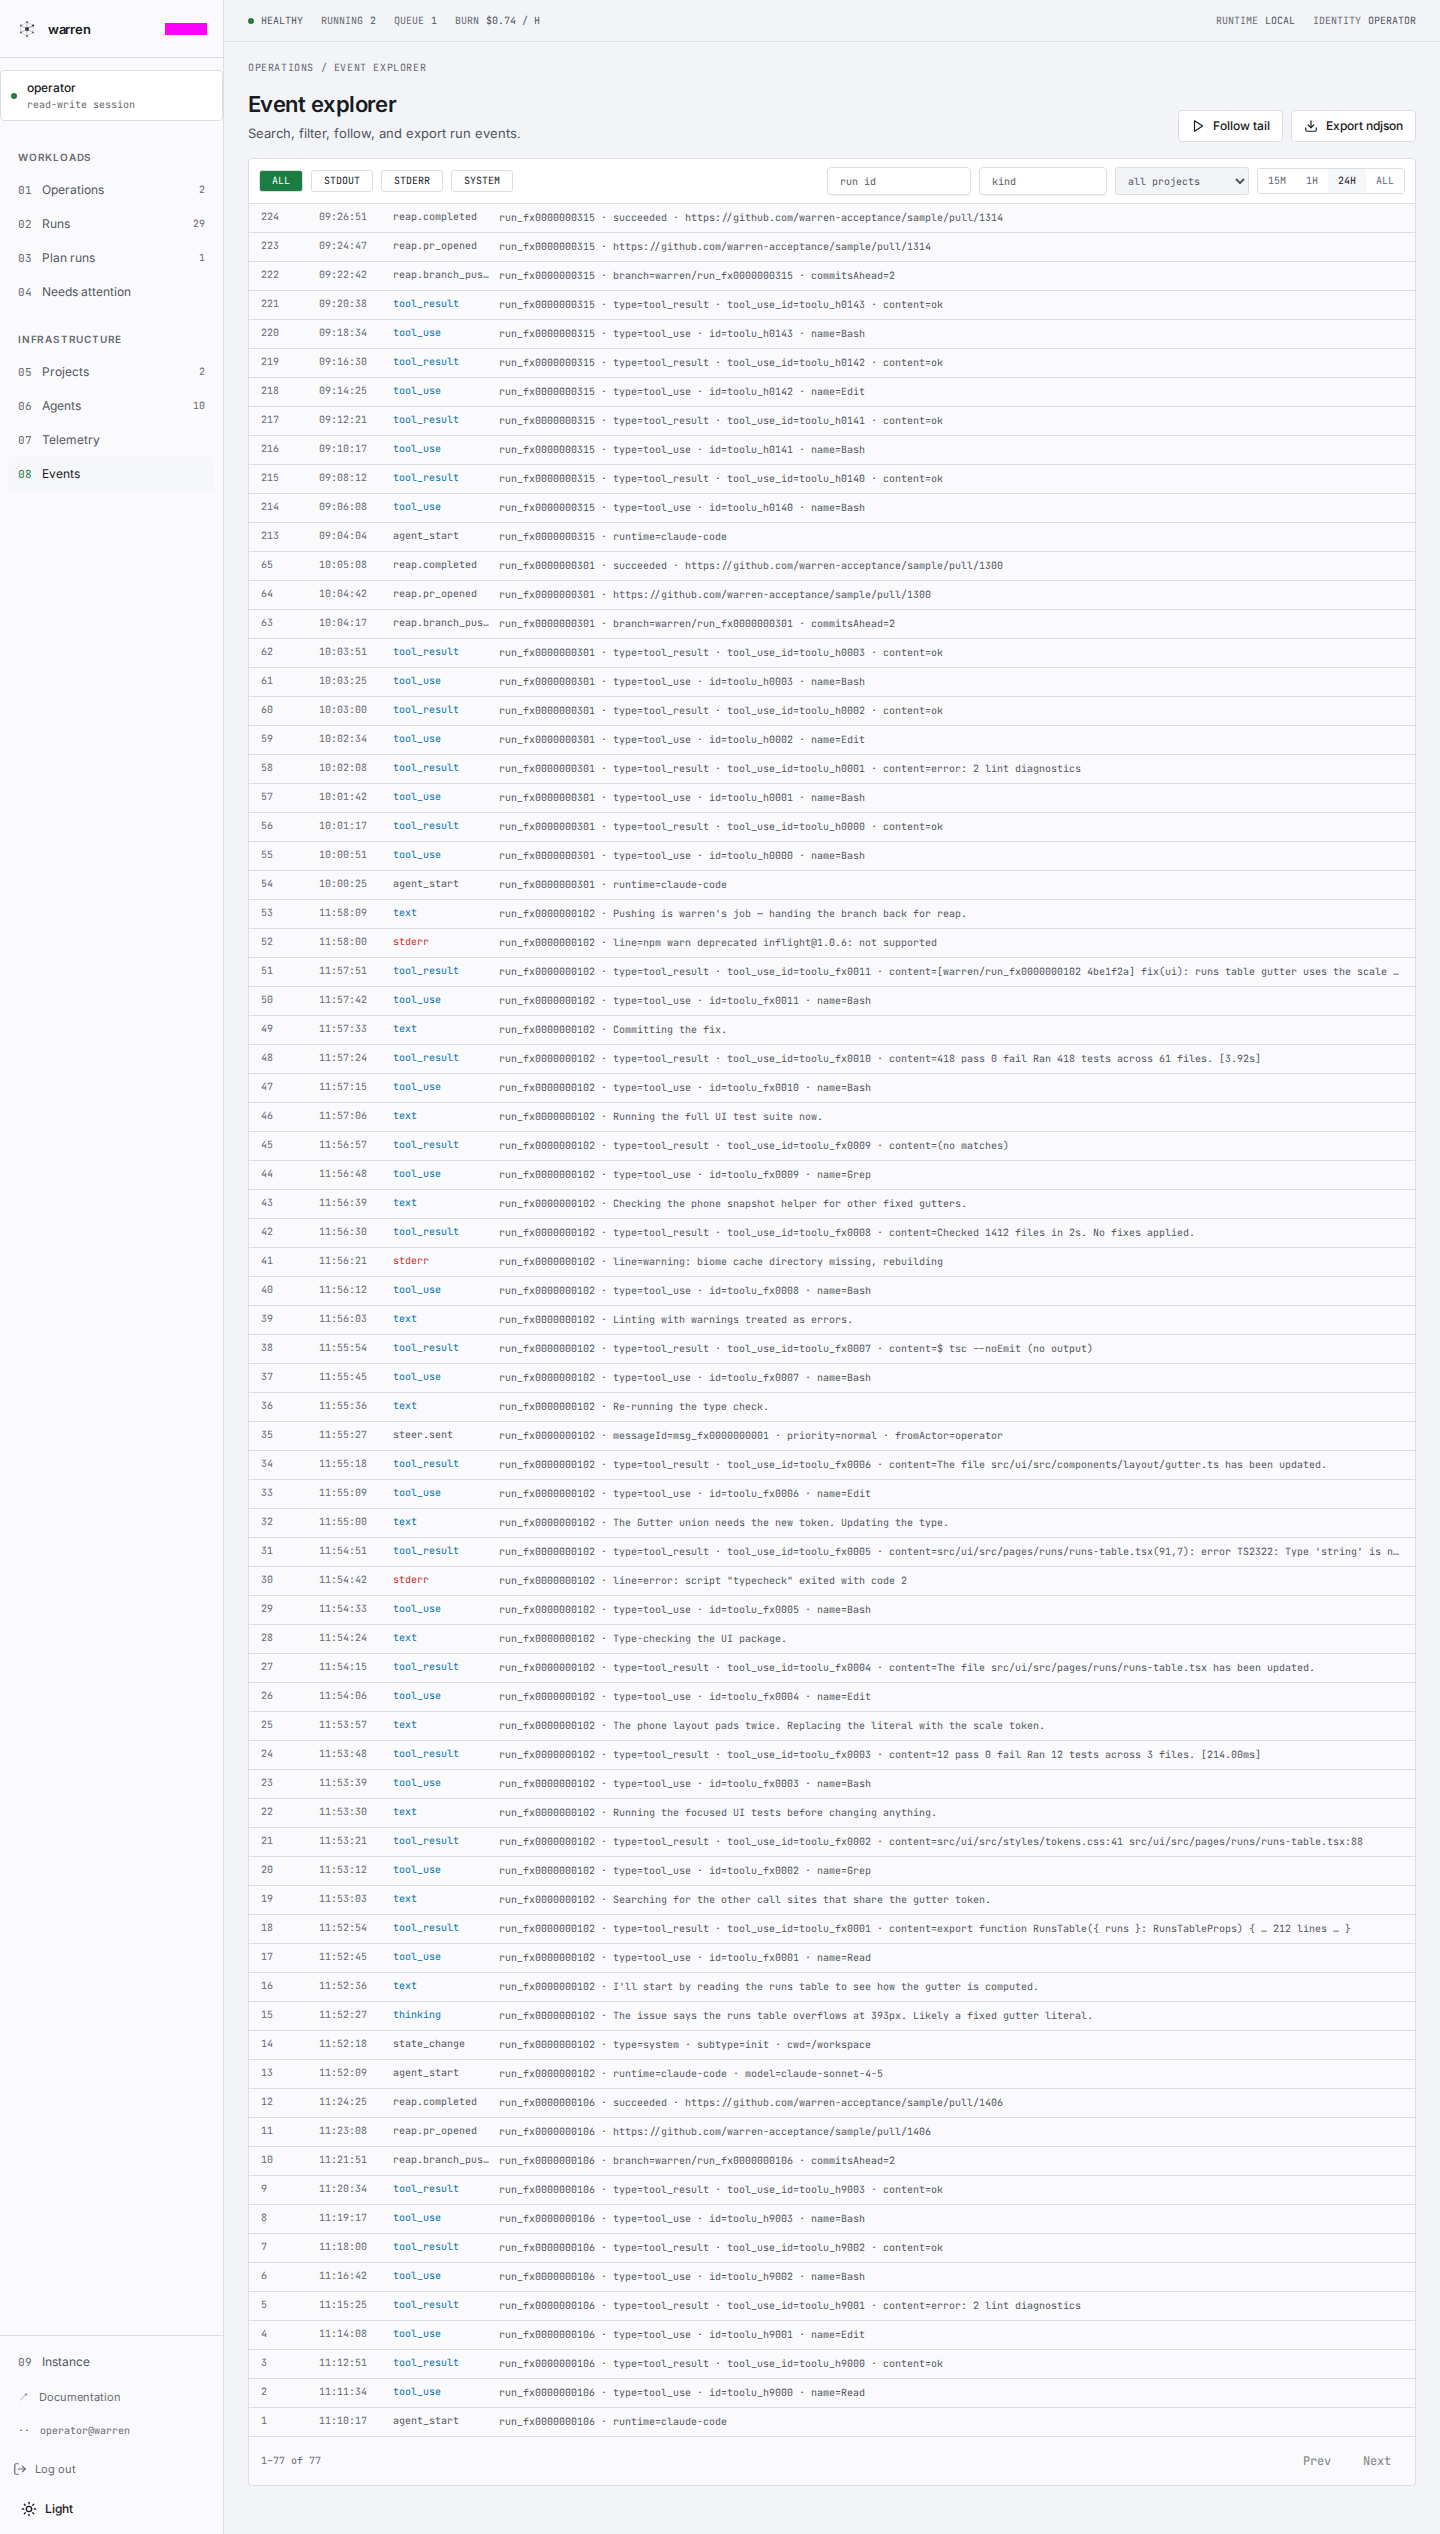 warren
operator
read-write session
WORKLOADS
01 Operations 2
02 Runs 29
03 Plan runs 1
04 Needs attention
INFRASTRUCTURE
05 Projects 2
06 Agents 10
07 Telemetry
08 Events
09 Instance
Documentation
operator@warren
Log out
Light
HEALTHY RUNNING 2 QUEUE 1 BURN $0.74 / H RUNTIME LOCAL IDENTITY OPERATOR
OPERATIONS / EVENT EXPLORER
Event explorer
Search, filter, follow, and export run events.
Follow tail Export ndjson
ALL STDOUT STDERR SYSTEM run id kind all projects 15M 1H 24H ALL
224 09:26:51 reap.completed run_fx0000000315 · succeeded · https://github.com/warren-acceptance/sample/pull/1314
223 09:24:47 reap.pr_opened run_fx0000000315 · https://github.com/warren-acceptance/sample/pull/1314
222 09:22:42 reap.branch_pus… run_fx0000000315 · branch=warren/run_fx0000000315 · commitsAhead=2
221 09:20:38 tool_result run_fx0000000315 · type=tool_result · tool_use_id=toolu_h0143 · content=ok
220 09:18:34 tool_use run_fx0000000315 · type=tool_use · id=toolu_h0143 · name=Bash
219 09:16:30 tool_result run_fx0000000315 · type=tool_result · tool_use_id=toolu_h0142 · content=ok
218 09:14:25 tool_use run_fx0000000315 · type=tool_use · id=toolu_h0142 · name=Edit
217 09:12:21 tool_result run_fx0000000315 · type=tool_result · tool_use_id=toolu_h0141 · content=ok
216 09:10:17 tool_use run_fx0000000315 · type=tool_use · id=toolu_h0141 · name=Bash
215 09:08:12 tool_result run_fx0000000315 · type=tool_result · tool_use_id=toolu_h0140 · content=ok
214 09:06:08 tool_use run_fx0000000315 · type=tool_use · id=toolu_h0140 · name=Bash
213 09:04:04 agent_start run_fx0000000315 · runtime=claude-code
65 10:05:08 reap.completed run_fx0000000301 · succeeded · https://github.com/warren-acceptance/sample/pull/1300
64 10:04:42 reap.pr_opened run_fx0000000301 · https://github.com/warren-acceptance/sample/pull/1300
63 10:04:17 reap.branch_pus… run_fx0000000301 · branch=warren/run_fx0000000301 · commitsAhead=2
62 10:03:51 tool_result run_fx0000000301 · type=tool_result · tool_use_id=toolu_h0003 · content=ok
61 10:03:25 tool_use run_fx0000000301 · type=tool_use · id=toolu_h0003 · name=Bash
60 10:03:00 tool_result run_fx0000000301 · type=tool_result · tool_use_id=toolu_h0002 · content=ok
59 10:02:34 tool_use run_fx0000000301 · type=tool_use · id=toolu_h0002 · name=Edit
58 10:02:08 tool_result run_fx0000000301 · type=tool_result · tool_use_id=toolu_h0001 · content=error: 2 lint diagnostics
57 10:01:42 tool_use run_fx0000000301 · type=tool_use · id=toolu_h0001 · name=Bash
56 10:01:17 tool_result run_fx0000000301 · type=tool_result · tool_use_id=toolu_h0000 · content=ok
55 10:00:51 tool_use run_fx0000000301 · type=tool_use · id=toolu_h0000 · name=Bash
54 10:00:25 agent_start run_fx0000000301 · runtime=claude-code
53 11:58:09 text run_fx0000000102 · Pushing is warren's job — handing the branch back for reap.
52 11:58:00 stderr run_fx0000000102 · line=npm warn deprecated inflight@1.0.6: not supported
51 11:57:51 tool_result run_fx0000000102 · type=tool_result · tool_use_id=toolu_fx0011 · content=[warren/run_fx0000000102 4be1f2a] fix(ui): runs table gutter uses the scale …
50 11:57:42 tool_use run_fx0000000102 · type=tool_use · id=toolu_fx0011 · name=Bash
49 11:57:33 text run_fx0000000102 · Committing the fix.
48 11:57:24 tool_result run_fx0000000102 · type=tool_result · tool_use_id=toolu_fx0010 · content=418 pass 0 fail Ran 418 tests across 61 files. [3.92s]
47 11:57:15 tool_use run_fx0000000102 · type=tool_use · id=toolu_fx0010 · name=Bash
46 11:57:06 text run_fx0000000102 · Running the full UI test suite now.
45 11:56:57 tool_result run_fx0000000102 · type=tool_result · tool_use_id=toolu_fx0009 · content=(no matches)
44 11:56:48 tool_use run_fx0000000102 · type=tool_use · id=toolu_fx0009 · name=Grep
43 11:56:39 text run_fx0000000102 · Checking the phone snapshot helper for other fixed gutters.
42 11:56:30 tool_result run_fx0000000102 · type=tool_result · tool_use_id=toolu_fx0008 · content=Checked 1412 files in 2s. No fixes applied.
41 11:56:21 stderr run_fx0000000102 · line=warning: biome cache directory missing, rebuilding
40 11:56:12 tool_use run_fx0000000102 · type=tool_use · id=toolu_fx0008 · name=Bash
39 11:56:03 text run_fx0000000102 · Linting with warnings treated as errors.
38 11:55:54 tool_result run_fx0000000102 · type=tool_result · tool_use_id=toolu_fx0007 · content=$ tsc --noEmit (no output)
37 11:55:45 tool_use run_fx0000000102 · type=tool_use · id=toolu_fx0007 · name=Bash
36 11:55:36 text run_fx0000000102 · Re-running the type check.
35 11:55:27 steer.sent run_fx0000000102 · messageId=msg_fx0000000001 · priority=normal · fromActor=operator
34 11:55:18 tool_result run_fx0000000102 · type=tool_result · tool_use_id=toolu_fx0006 · content=The file src/ui/src/components/layout/gutter.ts has been updated.
33 11:55:09 tool_use run_fx0000000102 · type=tool_use · id=toolu_fx0006 · name=Edit
32 11:55:00 text run_fx0000000102 · The Gutter union needs the new token. Updating the type.
31 11:54:51 tool_result run_fx0000000102 · type=tool_result · tool_use_id=toolu_fx0005 · content=src/ui/src/pages/runs/runs-table.tsx(91,7): error TS2322: Type 'string' is n…
30 11:54:42 stderr run_fx0000000102 · line=error: script "typecheck" exited with code 2
29 11:54:33 tool_use run_fx0000000102 · type=tool_use · id=toolu_fx0005 · name=Bash
28 11:54:24 text run_fx0000000102 · Type-checking the UI package.
27 11:54:15 tool_result run_fx0000000102 · type=tool_result · tool_use_id=toolu_fx0004 · content=The file src/ui/src/pages/runs/runs-table.tsx has been updated.
26 11:54:06 tool_use run_fx0000000102 · type=tool_use · id=toolu_fx0004 · name=Edit
25 11:53:57 text run_fx0000000102 · The phone layout pads twice. Replacing the literal with the scale token.
24 11:53:48 tool_result run_fx0000000102 · type=tool_result · tool_use_id=toolu_fx0003 · content=12 pass 0 fail Ran 12 tests across 3 files. [214.00ms]
23 11:53:39 tool_use run_fx0000000102 · type=tool_use · id=toolu_fx0003 · name=Bash
22 11:53:30 text run_fx0000000102 · Running the focused UI tests before changing anything.
21 11:53:21 tool_result run_fx0000000102 · type=tool_result · tool_use_id=toolu_fx0002 · content=src/ui/src/styles/tokens.css:41 src/ui/src/pages/runs/runs-table.tsx:88
20 11:53:12 tool_use run_fx0000000102 · type=tool_use · id=toolu_fx0002 · name=Grep
19 11:53:03 text run_fx0000000102 · Searching for the other call sites that share the gutter token.
18 11:52:54 tool_result run_fx0000000102 · type=tool_result · tool_use_id=toolu_fx0001 · content=export function RunsTable({ runs }: RunsTableProps) { … 212 lines … }
17 11:52:45 tool_use run_fx0000000102 · type=tool_use · id=toolu_fx0001 · name=Read
16 11:52:36 text run_fx0000000102 · I'll start by reading the runs table to see how the gutter is computed.
15 11:52:27 thinking run_fx0000000102 · The issue says the runs table overflows at 393px. Likely a fixed gutter literal.
14 11:52:18 state_change run_fx0000000102 · type=system · subtype=init · cwd=/workspace
13 11:52:09 agent_start run_fx0000000102 · runtime=claude-code · model=claude-sonnet-4-5
12 11:24:25 reap.completed run_fx0000000106 · succeeded · https://github.com/warren-acceptance/sample/pull/1406
11 11:23:08 reap.pr_opened run_fx0000000106 · https://github.com/warren-acceptance/sample/pull/1406
10 11:21:51 reap.branch_pus… run_fx0000000106 · branch=warren/run_fx0000000106 · commitsAhead=2
9 11:20:34 tool_result run_fx0000000106 · type=tool_result · tool_use_id=toolu_h9003 · content=ok
8 11:19:17 tool_use run_fx0000000106 · type=tool_use · id=toolu_h9003 · name=Bash
7 11:18:00 tool_result run_fx0000000106 · type=tool_result · tool_use_id=toolu_h9002 · content=ok
6 11:16:42 tool_use run_fx0000000106 · type=tool_use · id=toolu_h9002 · name=Bash
5 11:15:25 tool_result run_fx0000000106 · type=tool_result · tool_use_id=toolu_h9001 · content=error: 2 lint diagnostics
4 11:14:08 tool_use run_fx0000000106 · type=tool_use · id=toolu_h9001 · name=Edit
3 11:12:51 tool_result run_fx0000000106 · type=tool_result · tool_use_id=toolu_h9000 · content=ok
2 11:11:34 tool_use run_fx0000000106 · type=tool_use · id=toolu_h9000 · name=Read
1 11:10:17 agent_start run_fx0000000106 · runtime=claude-code
1–77 of 77 Prev Next